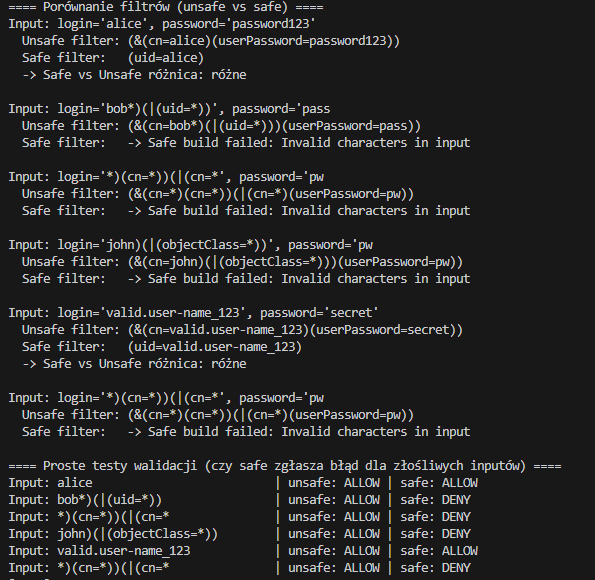 ==== Porównanie filtrów (unsafe vs safe) ====
Input: login='alice', password='password123'
  Unsafe filter: (&(cn=alice)(userPassword=password123))
  Safe filter:   (uid=alice)
  -> Safe vs Unsafe różnica: różne

Input: login='bob*)(|(uid=*))', password='pass
  Unsafe filter: (&(cn=bob*)(|(uid=*)))(userPassword=pass))
  Safe filter:   -> Safe build failed: Invalid characters in input

Input: login='*)(cn=*))(|(cn=*', password='pw
  Unsafe filter: (&(cn=*)(cn=*))(|(cn=*)(userPassword=pw))
  Safe filter:   -> Safe build failed: Invalid characters in input

Input: login='john)(|(objectClass=*))', password='pw
  Unsafe filter: (&(cn=john)(|(objectClass=*)))(userPassword=pw))
  Safe filter:   -> Safe build failed: Invalid characters in input

Input: login='valid.user-name_123', password='secret'
  Unsafe filter: (&(cn=valid.user-name_123)(userPassword=secret))
  Safe filter:   (uid=valid.user-name_123)
  -> Safe vs Unsafe różnica: różne

Input: login='*)(cn=*))(|(cn=*', password='pw
  Unsafe filter: (&(cn=*)(cn=*))(|(cn=*)(userPassword=pw))
  Safe filter:   -> Safe build failed: Invalid characters in input

==== Proste testy walidacji (czy safe zgłasza błąd dla złośliwych inputów) ====
Input: alice                          | unsafe: ALLOW | safe: ALLOW
Input: bob*)(|(uid=*))                | unsafe: ALLOW | safe: DENY
Input: *)(cn=*))(|(cn=*               | unsafe: ALLOW | safe: DENY
Input: john)(|(objectClass=*))        | unsafe: ALLOW | safe: DENY
Input: valid.user-name_123            | unsafe: ALLOW | safe: ALLOW
Input: *)(cn=*))(|(cn=*               | unsafe: ALLOW | safe: DENY